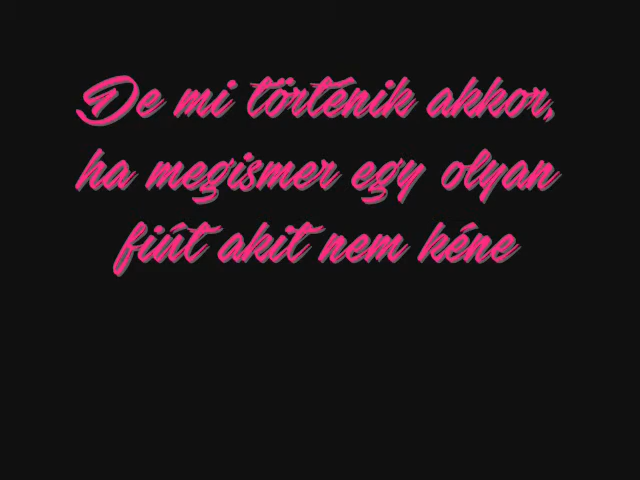 De mi történik akkor,
ha megismer egy olyan
fiút akit nem kéne